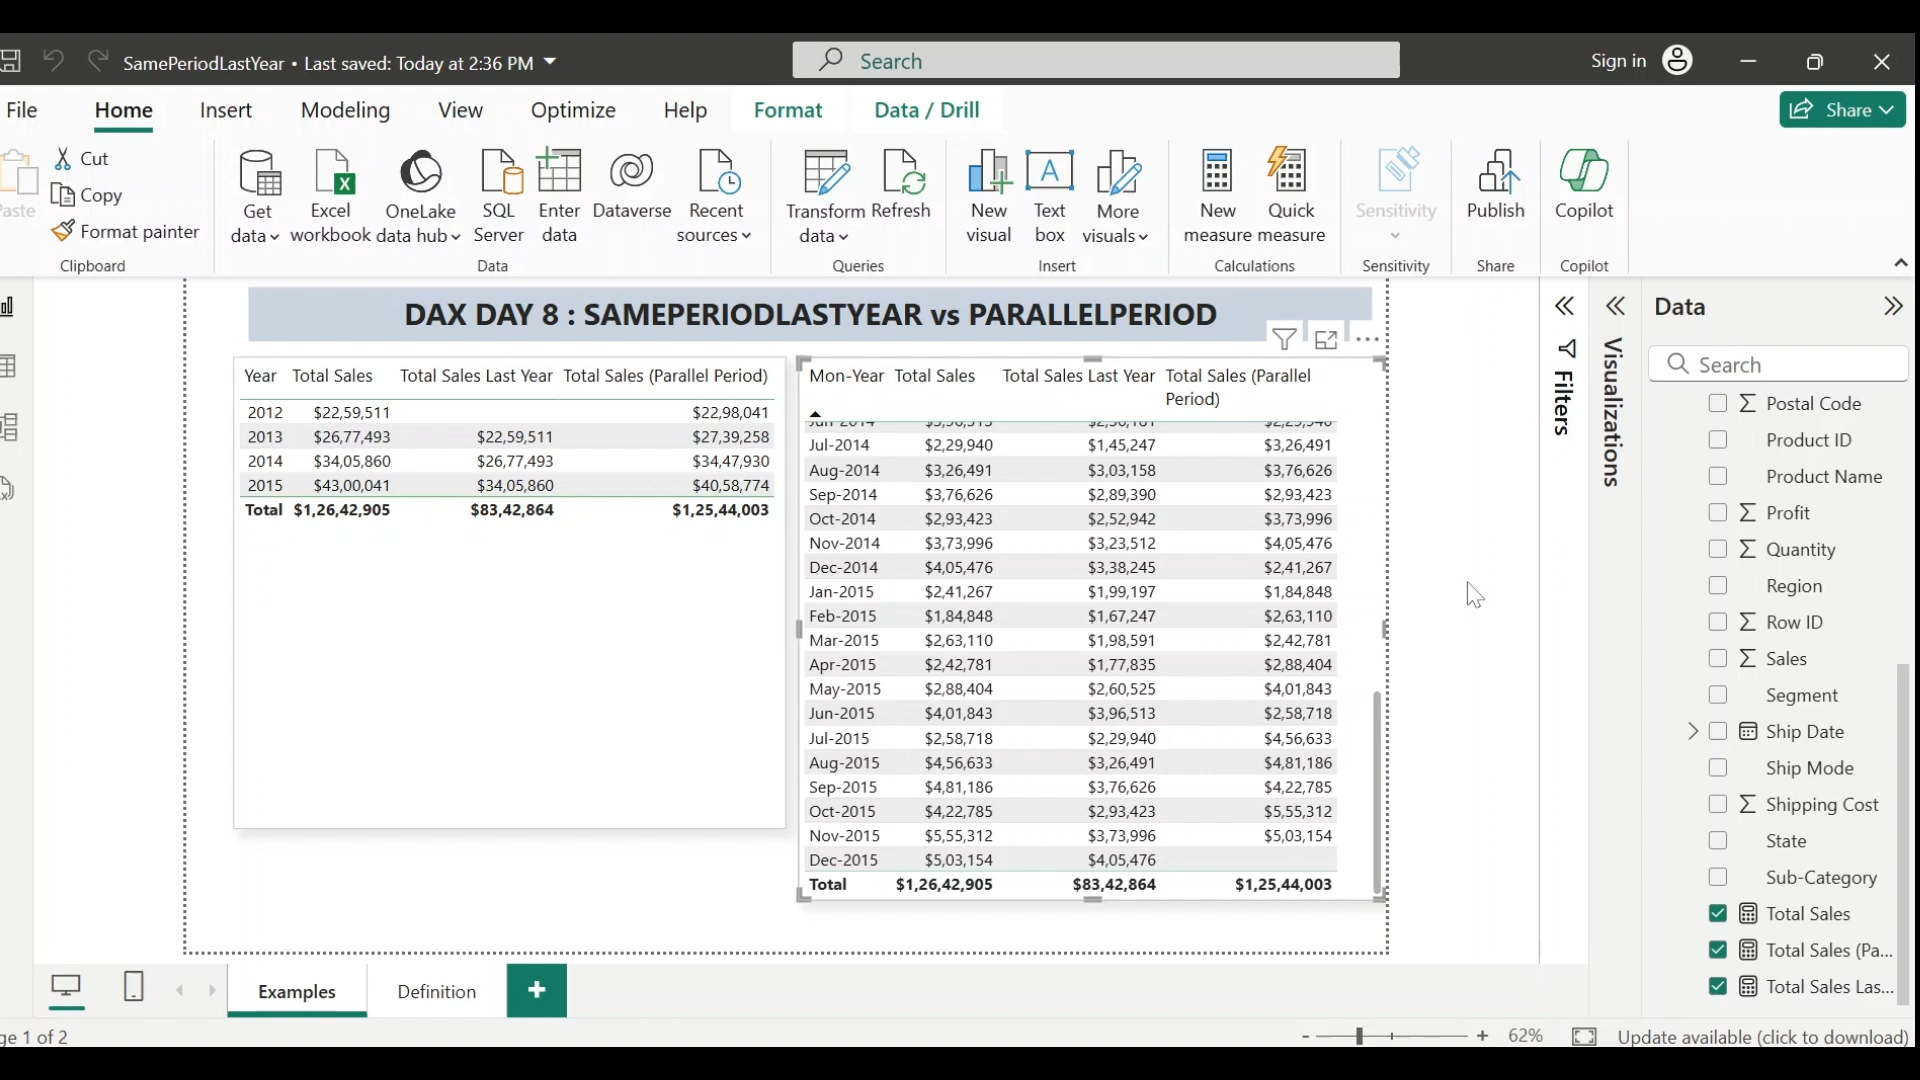 SamePeriodLastYear • Last saved: Today at 2:36 PM
Search
Sign in
File Home Insert Modeling View Optimize Help Format Data / Drill
Share
Cut
Copy
Format painter
Clipboard
Get data
Excel workbook
OneLake data hub
SQL Server
Enter data
Dataverse
Recent sources
Data
Transform data
Refresh
Queries
New visual
Text box
More visuals
Insert
New measure
Quick measure
Calculations
Sensitivity
Sensitivity
Publish
Share
Copilot
Copilot
DAX DAY 8 : SAMEPERIODLASTYEAR vs PARALLELPERIOD
Year Total Sales Total Sales Last Year Total Sales (Parallel Period)
2012 $22,59,511 $22,98,041
2013 $26,77,493 $22,59,511 $27,39,258
2014 $34,05,860 $26,77,493 $34,47,930
2015 $43,00,041 $34,05,860 $40,58,774
Total $1,26,42,905 $83,42,864 $1,25,44,003
Mon-Year Total Sales Total Sales Last Year Total Sales (Parallel
Period)
Jul-2014 $2,29,940 $1,45,247 $3,26,491
Aug-2014 $3,26,491 $3,03,158 $3,76,626
Sep-2014 $3,76,626 $2,89,390 $2,93,423
Oct-2014 $2,93,423 $2,52,942 $3,73,996
Nov-2014 $3,73,996 $3,23,512 $4,05,476
Dec-2014 $4,05,476 $3,38,245 $2,41,267
Jan-2015 $2,41,267 $1,99,197 $1,84,848
Feb-2015 $1,84,848 $1,67,247 $2,63,110
Mar-2015 $2,63,110 $1,98,591 $2,42,781
Apr-2015 $2,42,781 $1,77,835 $2,88,404
May-2015 $2,88,404 $2,60,525 $4,01,843
Jun-2015 $4,01,843 $3,96,513 $2,58,718
Jul-2015 $2,58,718 $2,29,940 $4,56,633
Aug-2015 $4,56,633 $3,26,491 $4,81,186
Sep-2015 $4,81,186 $3,76,626 $4,22,785
Oct-2015 $4,22,785 $2,93,423 $5,55,312
Nov-2015 $5,55,312 $3,73,996 $5,03,154
Dec-2015 $5,03,154 $4,05,476
Total $1,26,42,905 $83,42,864 $1,25,44,003
Filters
Visualizations
Data
Search
Postal Code
Product ID
Product Name
Profit
Quantity
Region
Row ID
Sales
Segment
Ship Date
Ship Mode
Shipping Cost
State
Sub-Category
Total Sales
Total Sales (Pa...
Total Sales Las...
Examples
Definition
ge 1 of 2
62%
Update available (click to download)